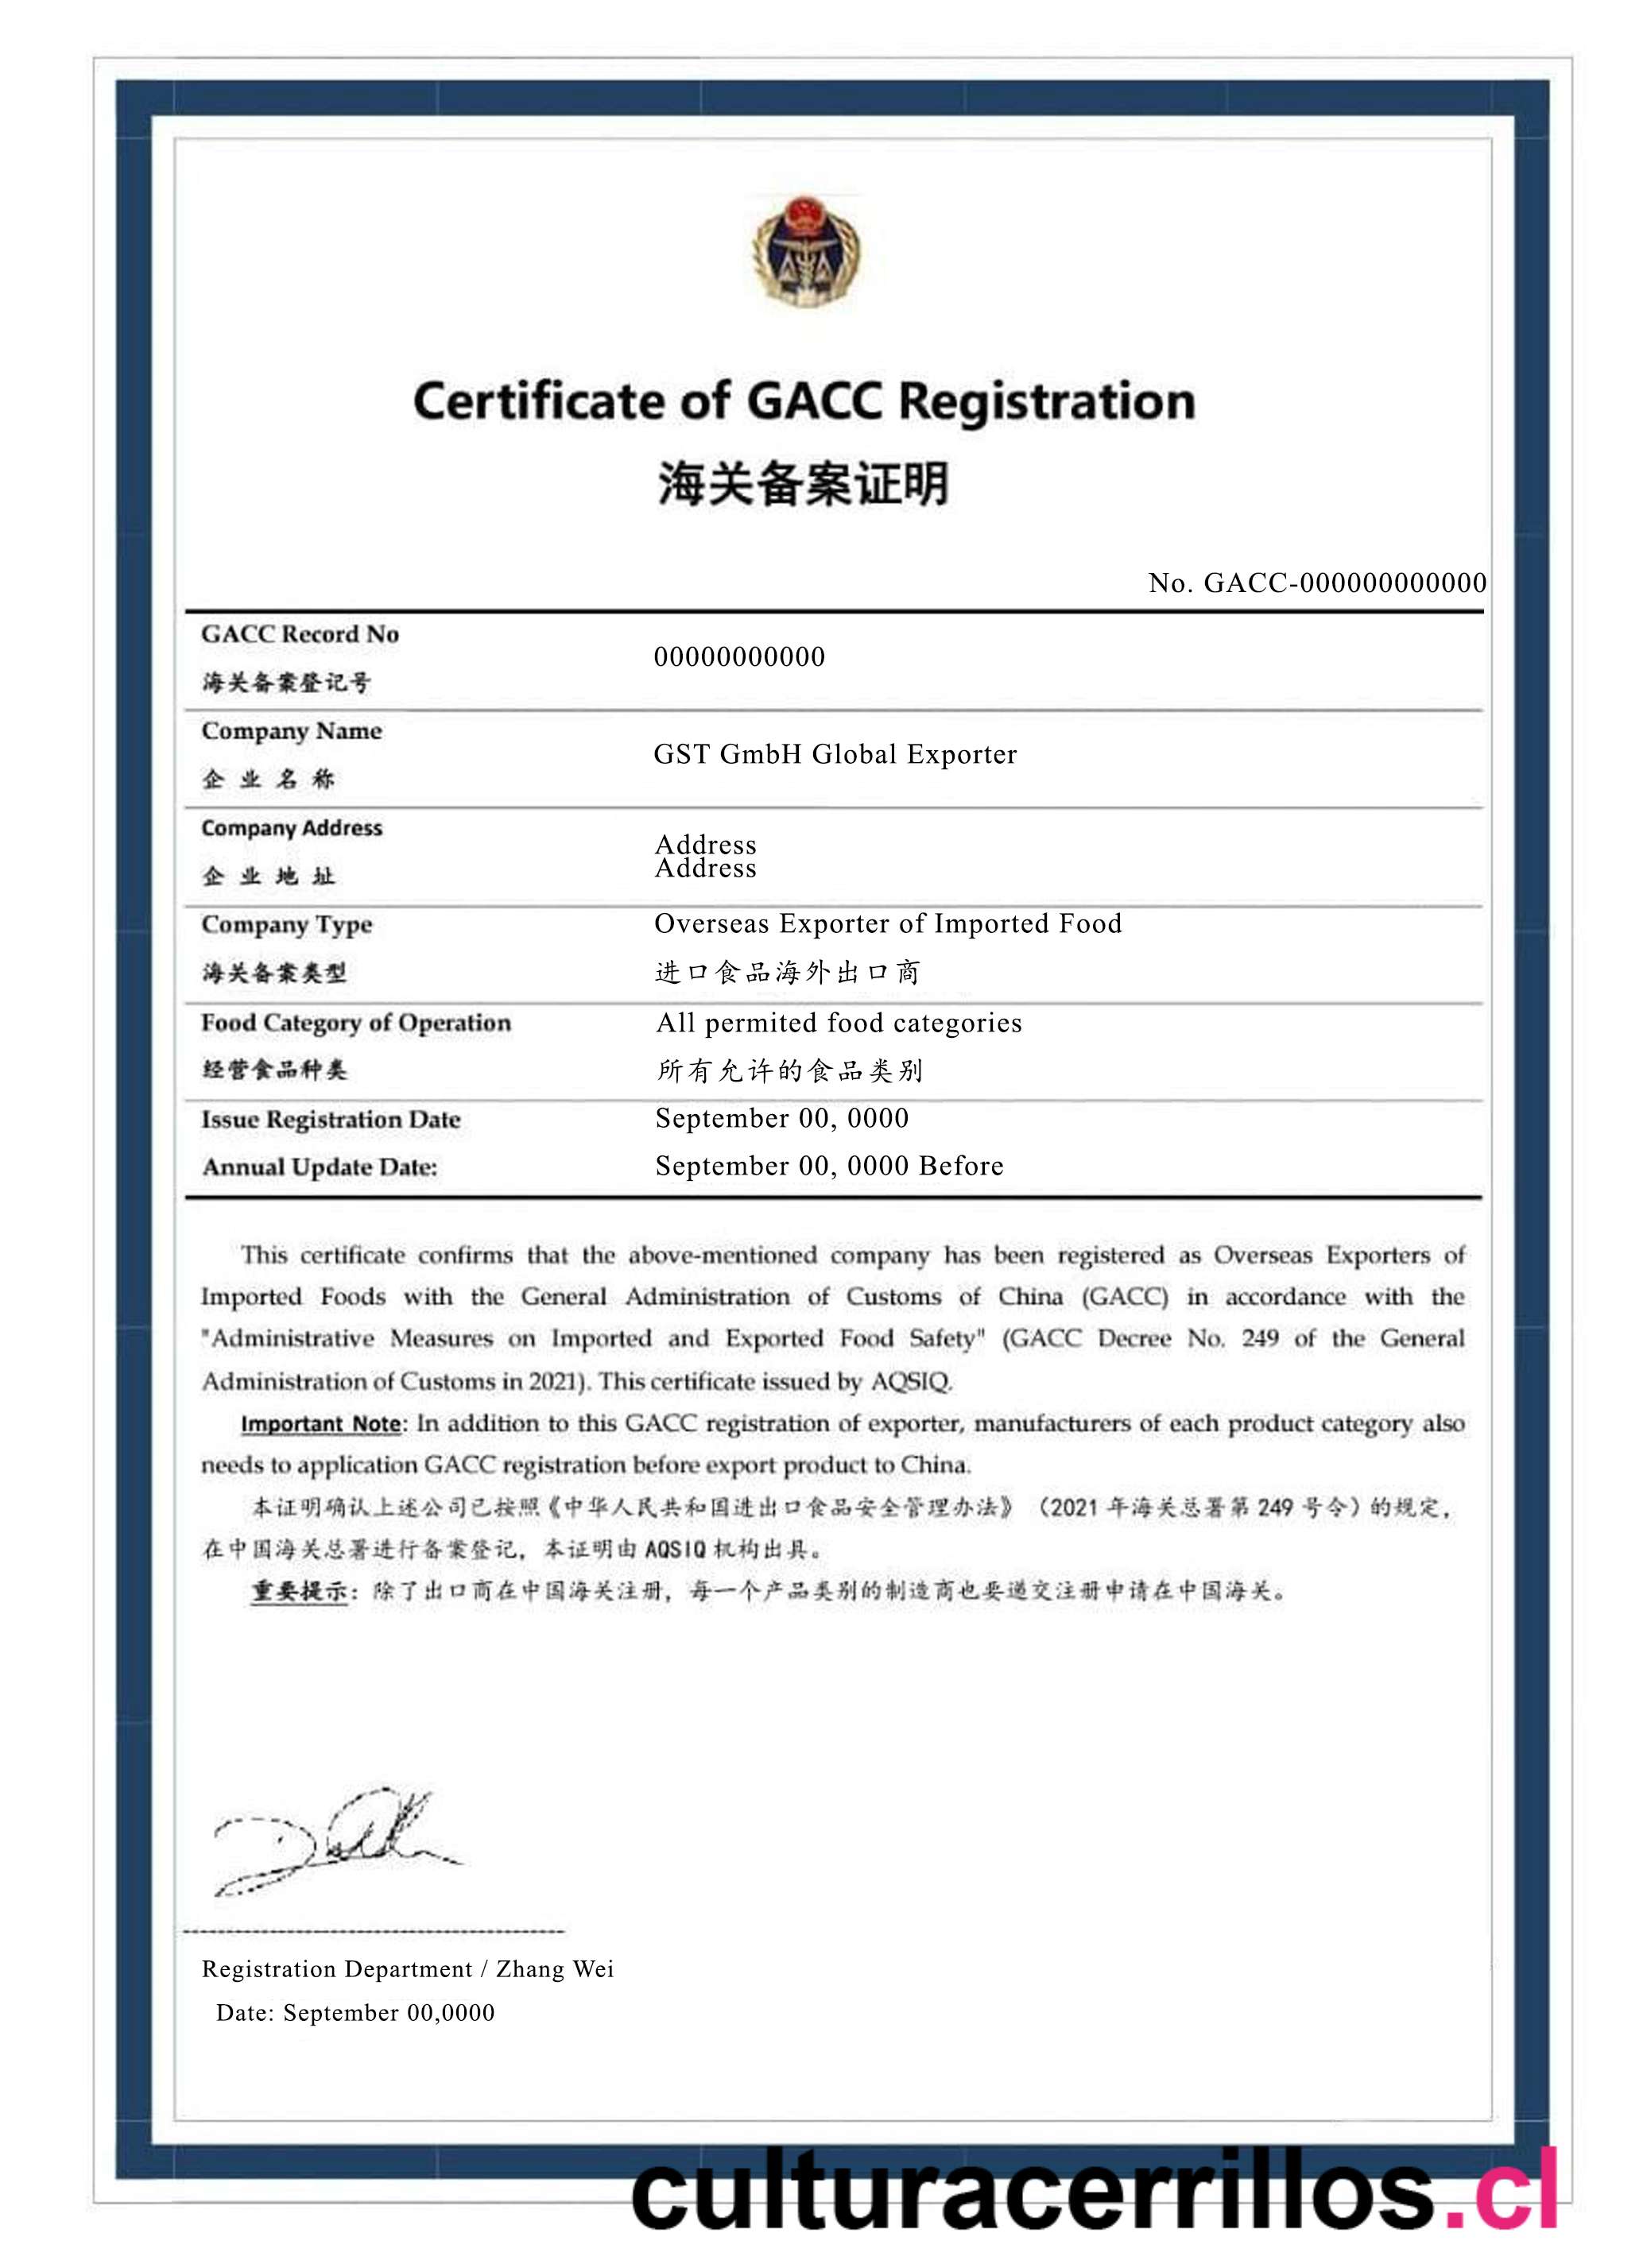 Certificate of GACC Registration
海关备案证明
No. GACC-000000000000
GACC Record No
海关备案登记号
00000000000
Company Name
企业名称
GST GmbH Global Exporter
Company Address
企业地址
Address
Address
Company Type
海关备案类型
Overseas Exporter of Imported Food
进口食品海外出口商
Food Category of Operation
经营食品种类
All permited food categories
所有允许的食品类别
Issue Registration Date
September 00, 0000
Annual Update Date:
September 00, 0000 Before
This certificate confirms that the above-mentioned company has been registered as Overseas Exporters of
Imported Foods with the General Administration of Customs of China (GACC) in accordance with the
"Administrative Measures on Imported and Exported Food Safety" (GACC Decree No. 249 of the General
Administration of Customs in 2021). This certificate issued by AQSIQ.
Important Note: In addition to this GACC registration of exporter, manufacturers of each product category also
needs to application GACC registration before export product to China.
本证明确认上述公司已按照《中华人民共和国进出口食品安全管理办法》（2021 年海关总署第 249 号令）的规定，
在中国海关总署进行备案登记，本证明由 AQSIQ 机构出具。
重要提示：除了出口商在中国海关注册，每一个产品类别的制造商也要递交注册申请在中国海关。
Registration Department / Zhang Wei
Date: September 00,0000
culturacerrillos.cl